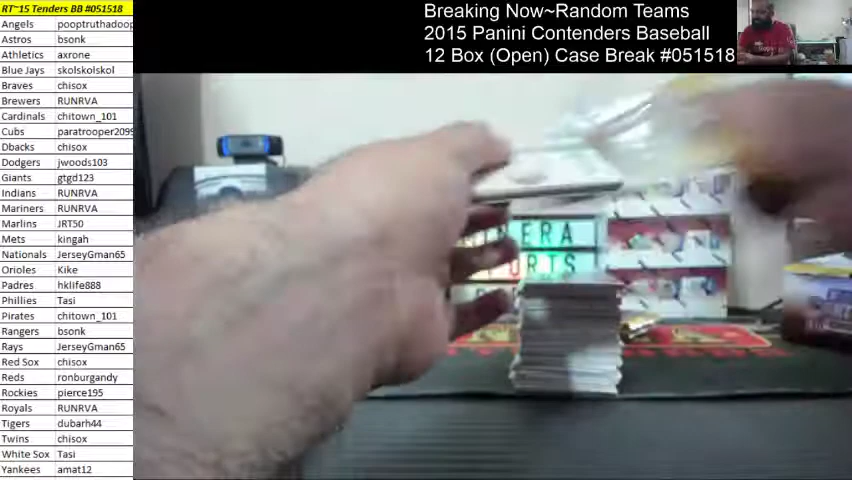 RT~15 Tenders BB #051518
Angels pooptruthadoop
Astros bsonk
Athletics axrone
Blue Jays skolskolskol
Braves chisox
Brewers RUNRVA
Cardinals chitown_101
Cubs paratrooper2099
Dbacks chisox
Dodgers jwoods103
Giants gtgd123
Indians RUNRVA
Mariners RUNRVA
Marlins JRT50
Mets kingah
Nationals JerseyGman65
Orioles Kike
Padres hklife888
Phillies Tasi
Pirates chitown_101
Rangers bsonk
Rays JerseyGman65
Red Sox chisox
Reds ronburgandy
Rockies pierce195
Royals RUNRVA
Tigers dubarh44
Twins chisox
White Sox Tasi
Yankees amat12
Breaking Now~Random Teams
2015 Panini Contenders Baseball
12 Box (Open) Case Break #051518